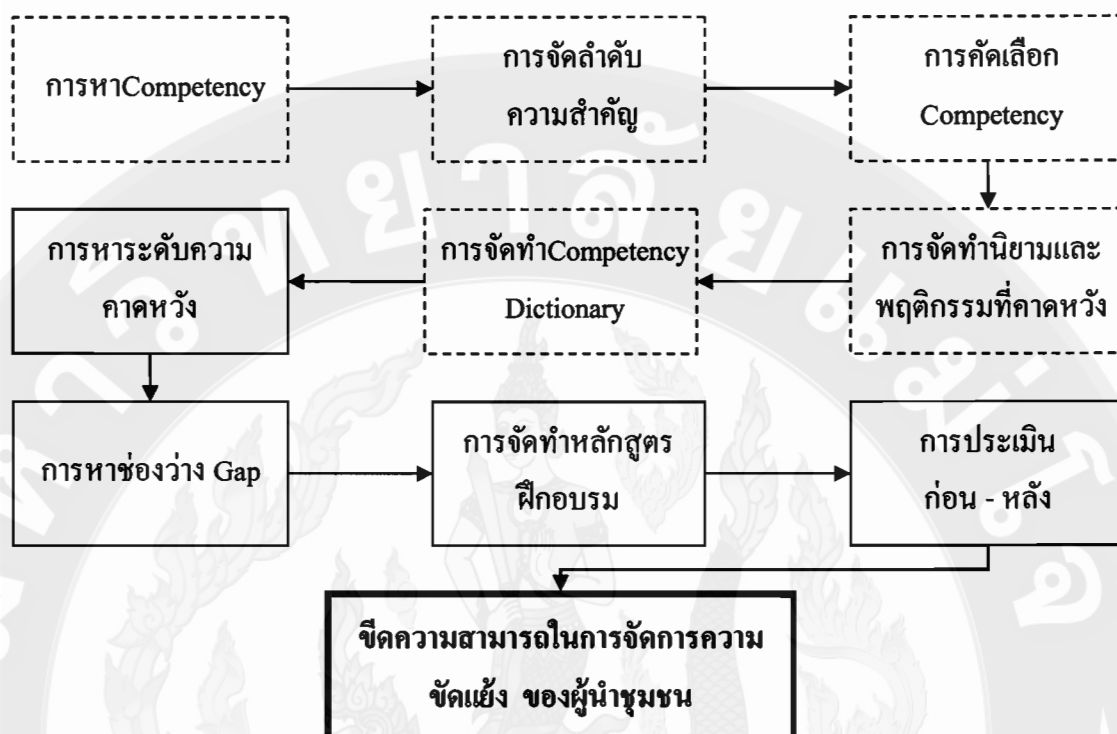 การหาCompetency
การจัดลำดับ
ความสำคัญ
การคัดเลือก
Competency
การหาระดับความ
คาดหวัง
การจัดทำCompetency
Dictionary
การจัดทำนิยามและ
พฤติกรรมที่คาดหวัง
การหาช่องว่าง Gap
การจัดทำหลักสูตร
ฝึกอบรม
การประเมิน
ก่อน - หลัง
ขีดความสามารถในการจัดการความ
ขัดแย้ง ของผู้นำชุมชน